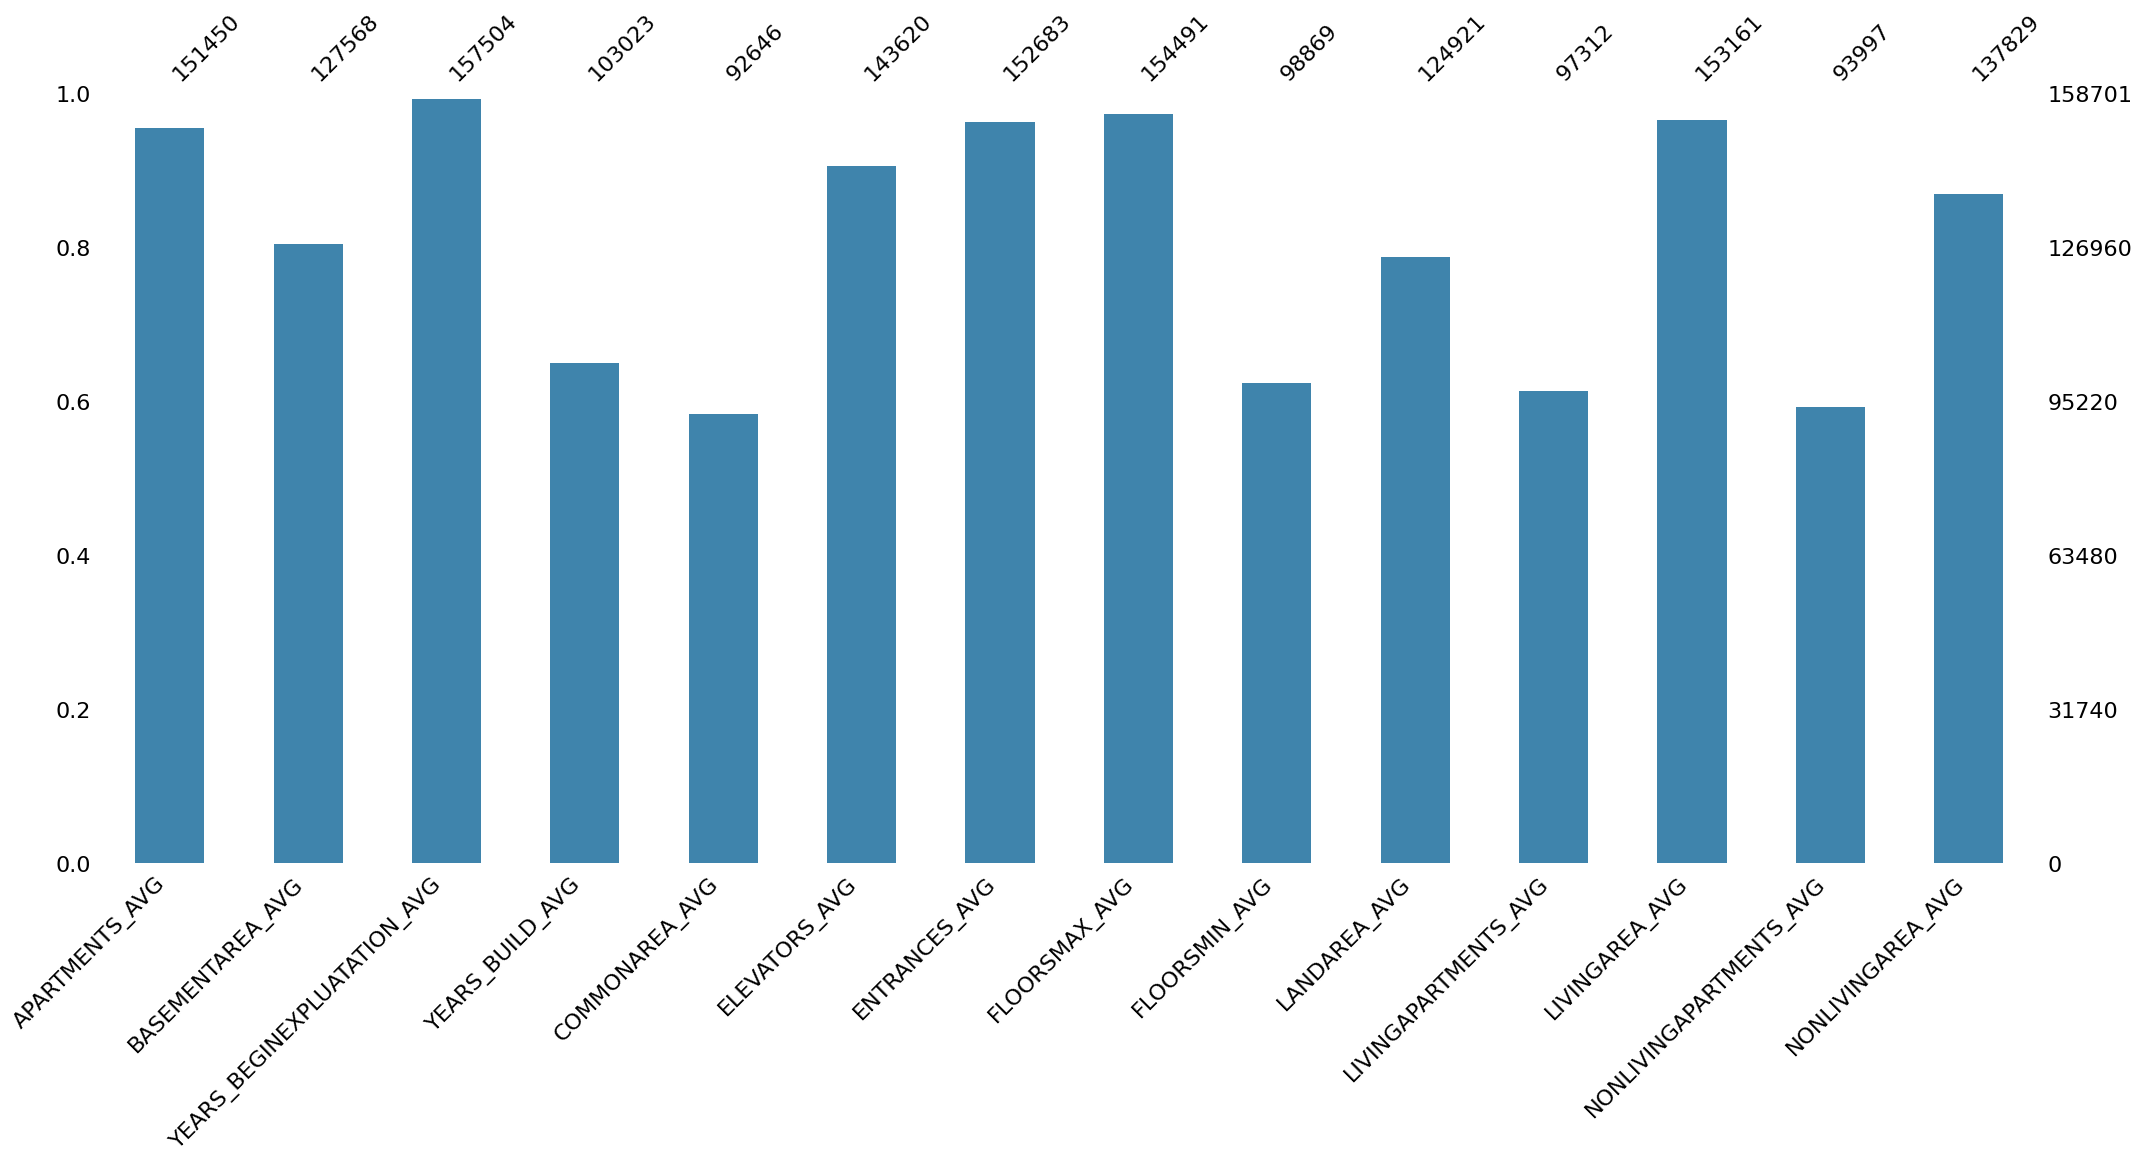 151450
127568
157504
103023
92646
143620
152683
154491
98869
124921
97312
153161
93997
137829
1.0
0.8
0.6
0.4
0.2
0.0
158701
126960
95220
63480
31740
0
APARTMENTS_AVG
BASEMENTAREA_AVG
YEARS_BEGINEXPLUATATION_AVG
YEARS_BUILD_AVG
COMMONAREA_AVG
ELEVATORS_AVG
ENTRANCES_AVG
FLOORSMAX_AVG
FLOORSMIN_AVG
LANDAREA_AVG
LIVINGAPARTMENTS_AVG
LIVINGAREA_AVG
NONLIVINGAPARTMENTS_AVG
NONLIVINGAREA_AVG